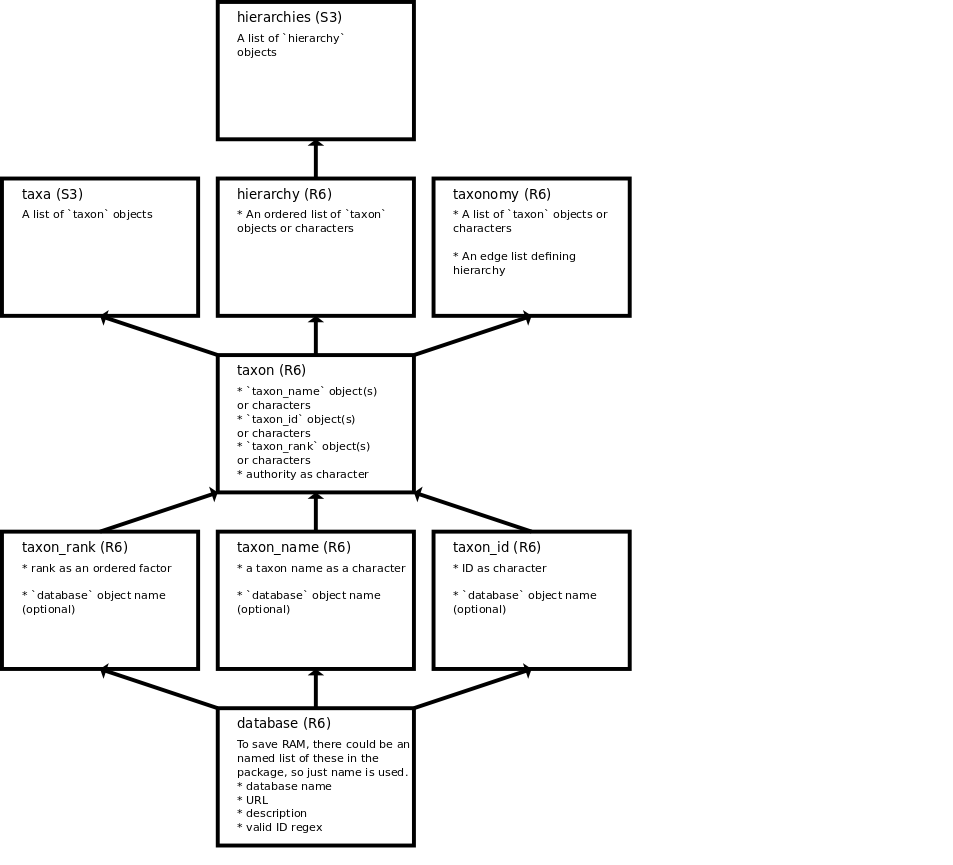 hierarchies (S3)
A list of `hierarchy`
objects
taxa (S3)
A list of `taxon` objects
hierarchy (R6)
* An ordered list of `taxon`
objects or characters
taxonomy (R6)
* A list of `taxon` objects or
characters
* An edge list defining
hierarchy
taxon (R6)
* `taxon_name` object(s)
or characters
* `taxon_id` object(s)
or characters
* `taxon_rank` object(s)
or characters
* authority as character
taxon_rank (R6)
* rank as an ordered factor
* `database` object name
(optional)
taxon_name (R6)
* a taxon name as a character
* `database` object name
(optional)
taxon_id (R6)
* ID as character
* `database` object name
(optional)
database (R6)
To save RAM, there could be an
named list of these in the
package, so just name is used.
* database name
* URL
* description
* valid ID regex